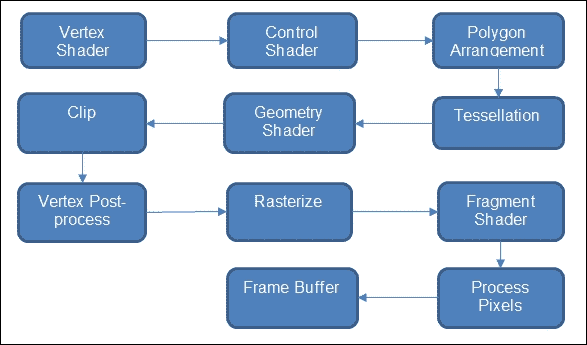 Vertex
Shader
Control
Shader
Polygon
Arrangement
Tessellation
Geometry
Shader
Clip
Vertex Post-
process
Rasterize
Fragment
Shader
Process
Pixels
Frame Buffer